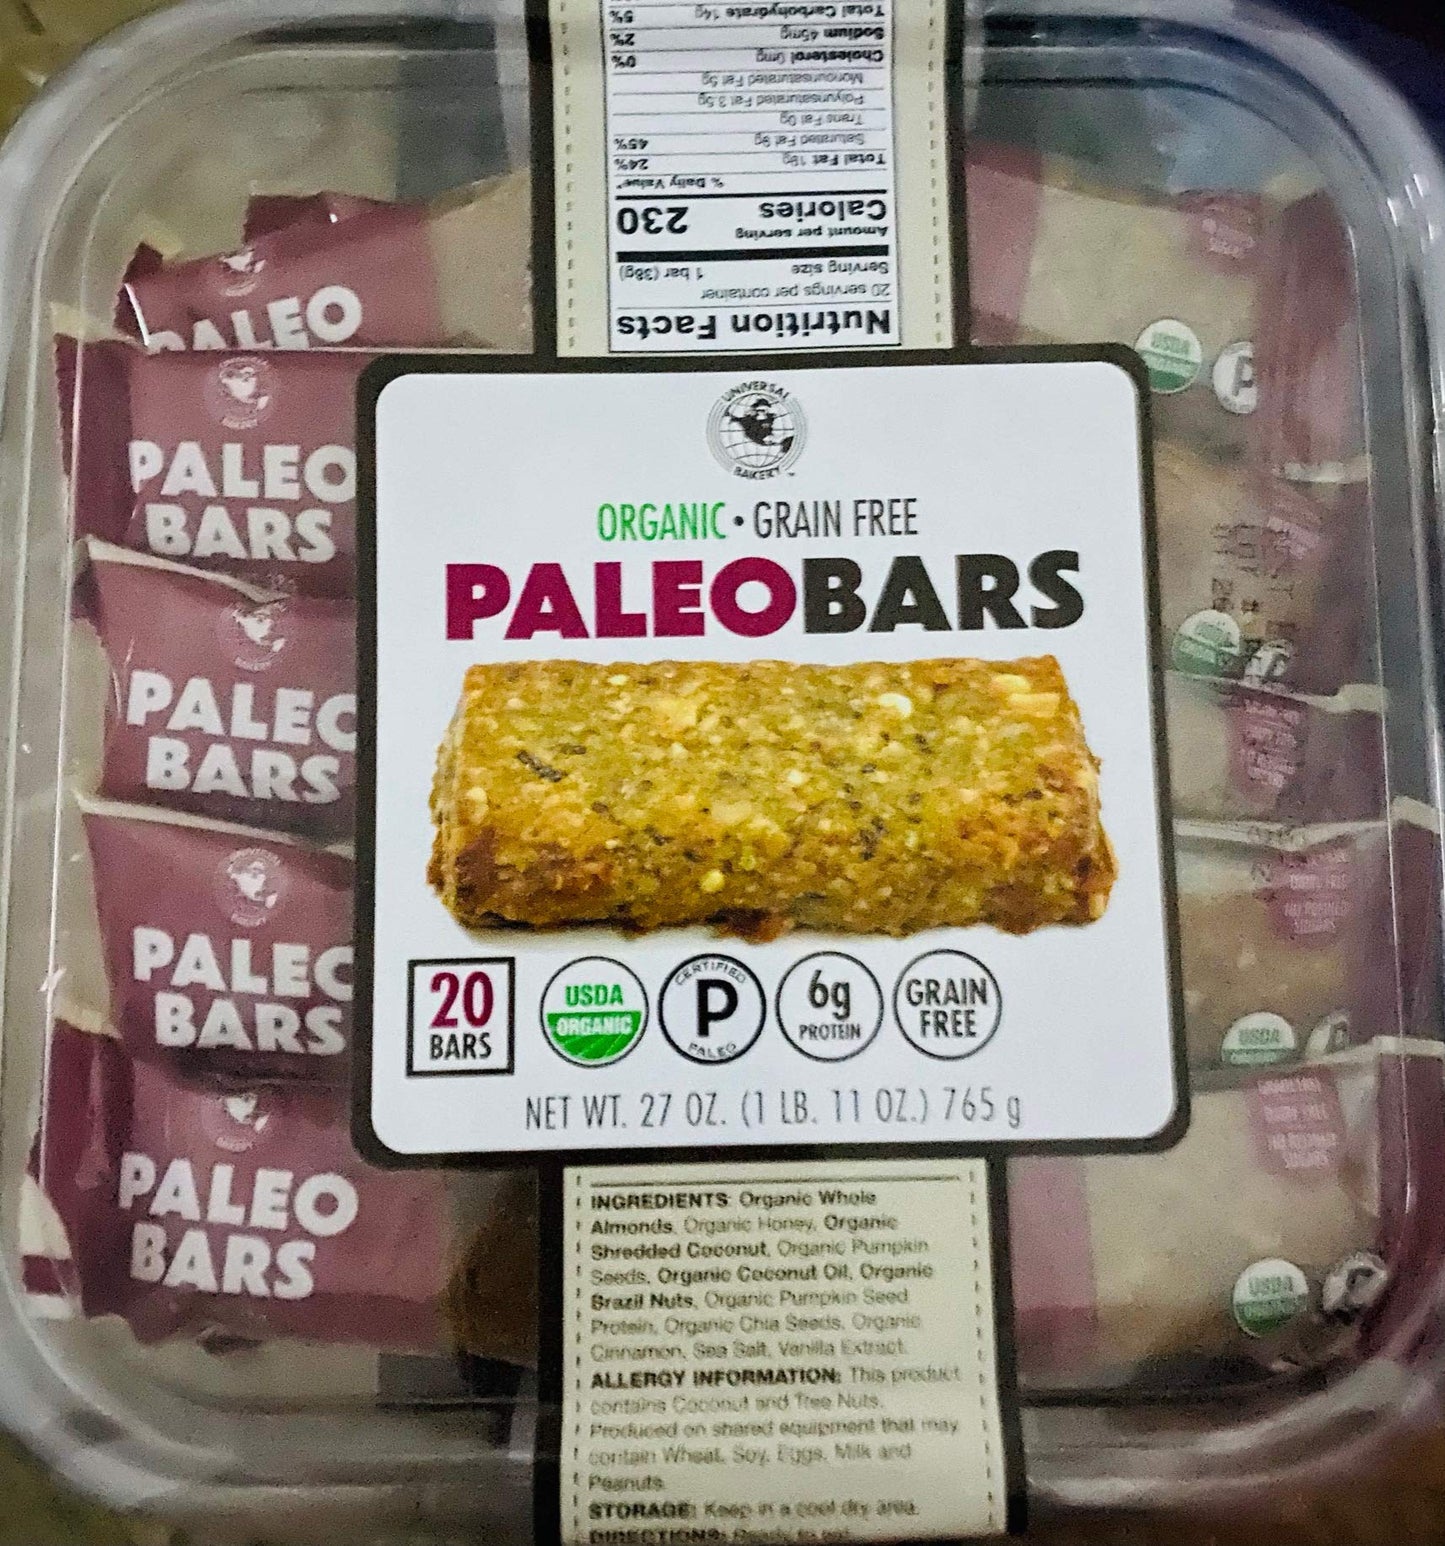 Nutrition Facts
20 servings per container
Serving size 1 bar (38g)
Amount per serving
Calories 230
% Daily Value*
Total Fat 19g 24%
Saturated Fat 9g 45%
Trans Fat 0g
Polyunsaturated Fat 3.5g
Monounsaturated Fat 5g
Cholesterol 0mg 0%
Sodium 45mg 2%
Total Carbohydrate 14g 5%
UNIVERSAL
BAKERY
ORGANIC • GRAIN FREE
PALEOBARS
20
BARS
USDA
ORGANIC
CERTIFIED
P
PALEO
6g
PROTEIN
GRAIN
FREE
NET WT. 27 OZ. (1 LB. 11 OZ.) 765 g
INGREDIENTS: Organic Whole
Almonds, Organic Honey, Organic
Shredded Coconut, Organic Pumpkin
Seeds, Organic Coconut Oil, Organic
Brazil Nuts, Organic Pumpkin Seed
Protein, Organic Chia Seeds, Organic
Cinnamon, Sea Salt, Vanilla Extract.
ALLERGY INFORMATION: This product
contains Coconut and Tree Nuts.
Produced on shared equipment that may
contain Wheat, Soy, Eggs, Milk and
Peanuts.
STORAGE: Keep in a cool dry area.
DIRECTIONS: Ready to eat.
PALEO
PALEO
BARS
PALEO
BARS
PALEO
BARS
PALEO
BARS
USDA
P
USDA
USDA